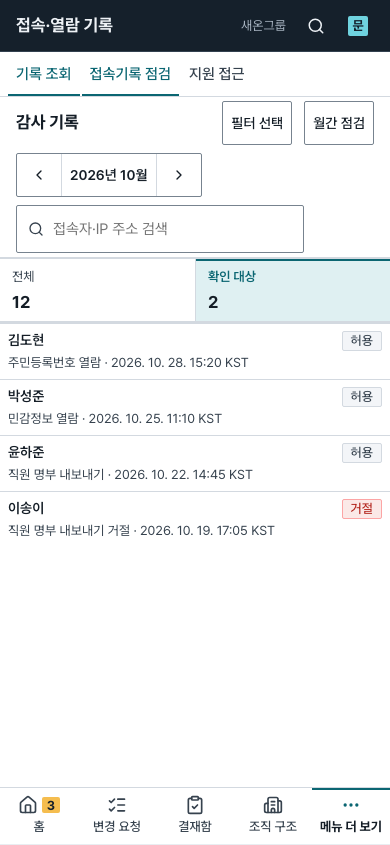 접속·열람 기록
새온그룹
문
기록 조회
접속기록 점검
지원 접근
감사 기록
필터 선택
월간 점검
2026년 10월
접속자·IP 주소 검색
전체
12
확인 대상
2
김도현
허용
주민등록번호 열람 · 2026. 10. 28. 15:20 KST
박성준
허용
민감정보 열람 · 2026. 10. 25. 11:10 KST
윤하준
허용
직원 명부 내보내기 · 2026. 10. 22. 14:45 KST
이송이
거절
직원 명부 내보내기 거절 · 2026. 10. 19. 17:05 KST
3
홈
변경 요청
결재함
조직 구조
메뉴 더 보기